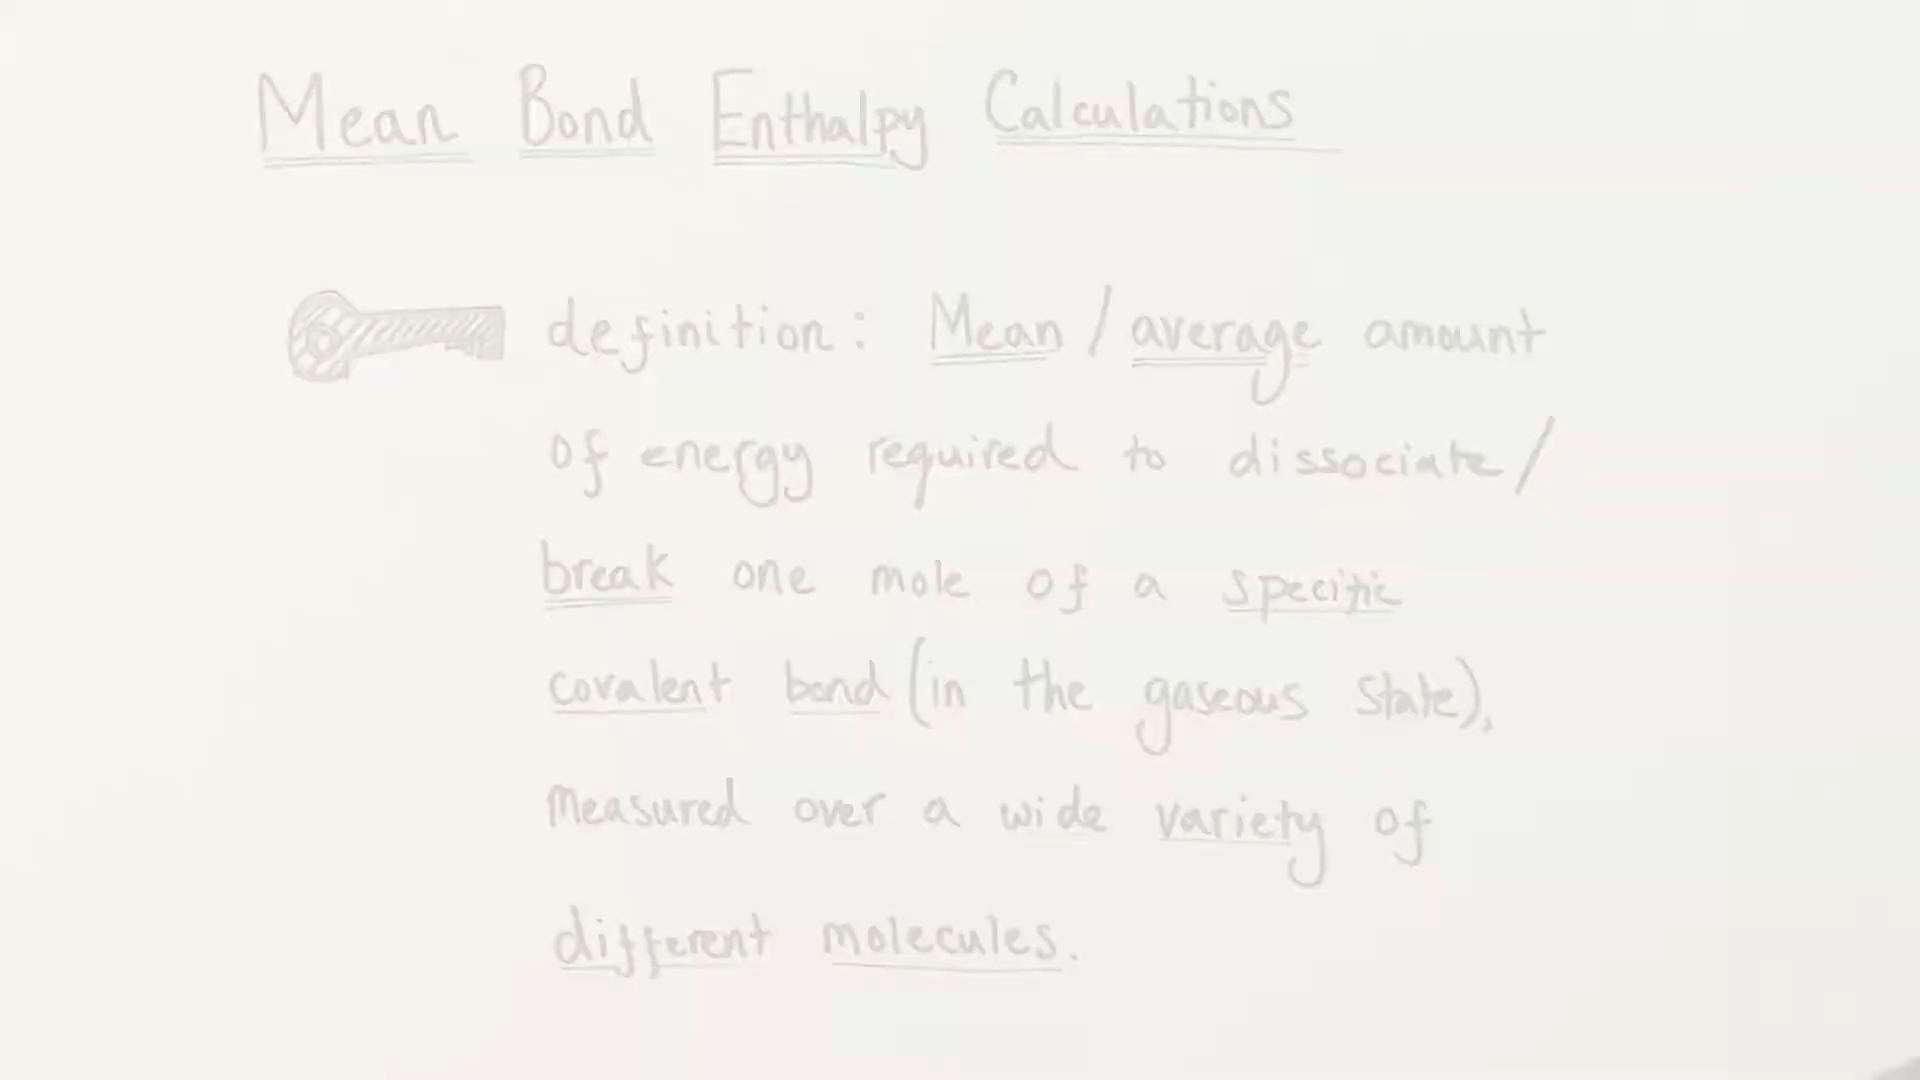 Mean Bond Enthalpy Calculations
definition: Mean/average amount
of energy required to dissociate/
break one mole of a specific
covalent bond (in the gaseous state),
measured over a wide variety of
different molecules.